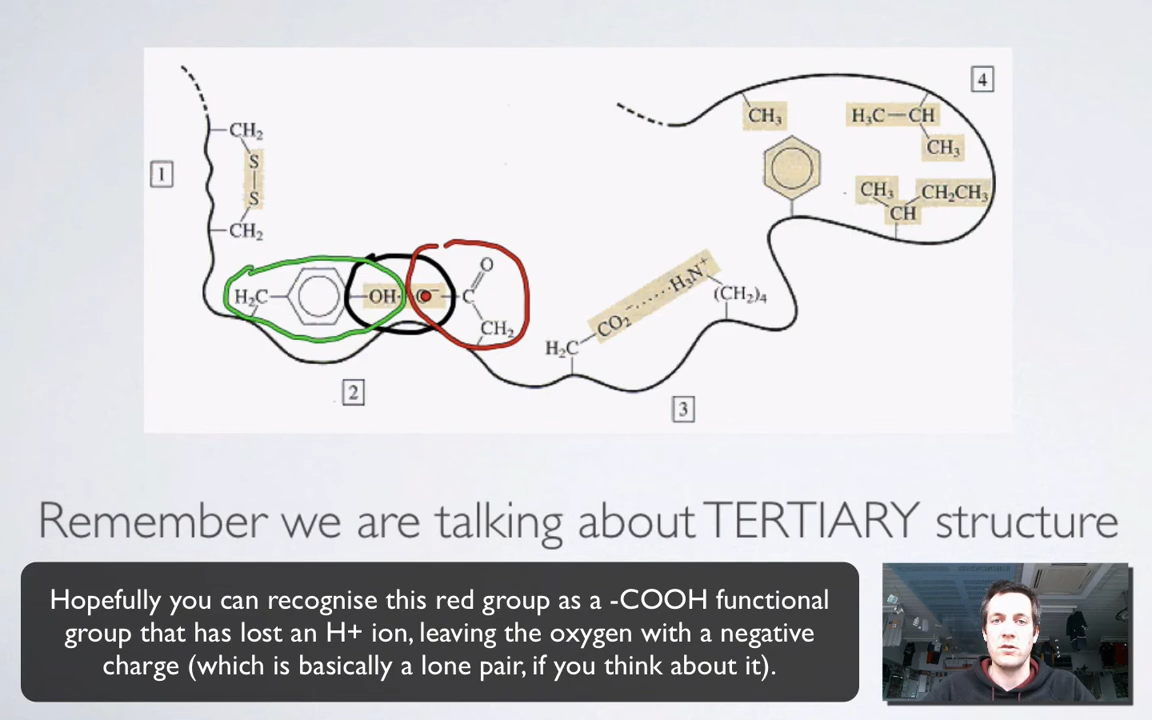 4
CH₃
H₃C—CH
CH₃
CH₂
S
S
CH₂
1
CH₃
CH₂CH₃
CH
O
H₂C
OH
O⁻
C
CH₂
H₃N⁺
(CH₂)₄
CO₂⁻
H₂C
2
3
Remember we are talking about TERTIARY structure
Hopefully you can recognise this red group as a -COOH functional
group that has lost an H+ ion, leaving the oxygen with a negative
charge (which is basically a lone pair, if you think about it).